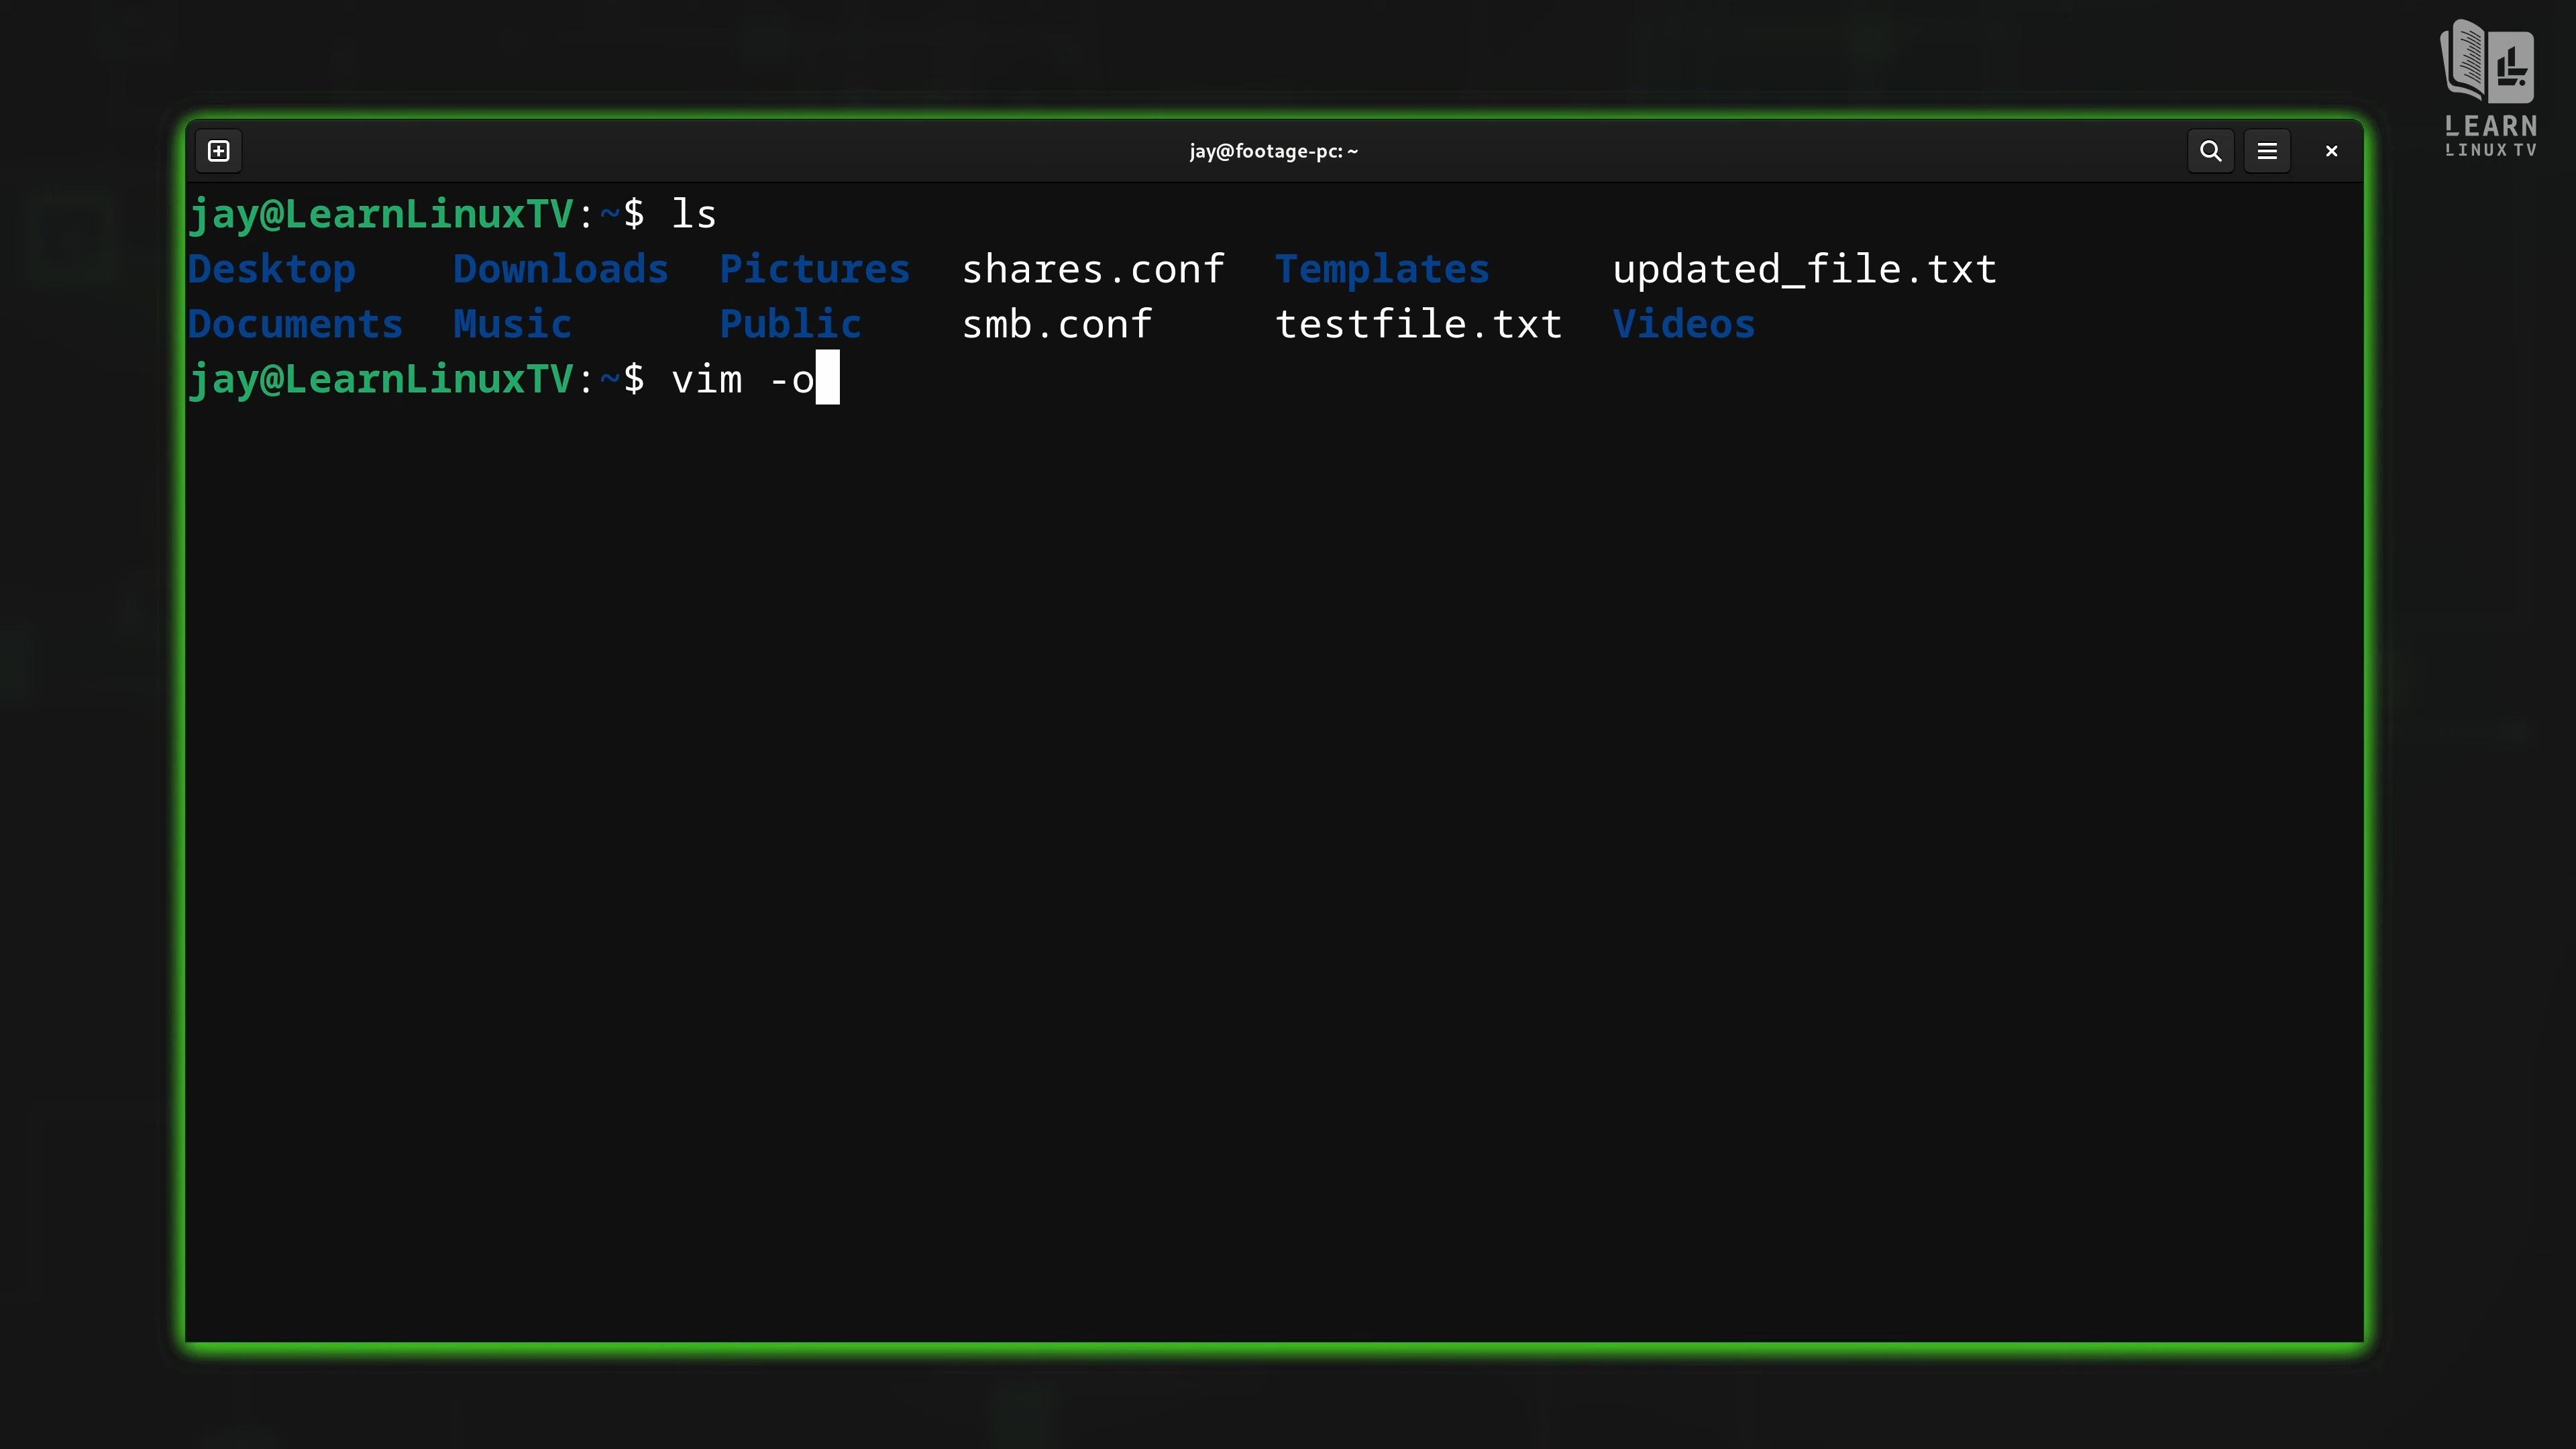 LEARN
LINUX TV
jay@footage-pc: ~
jay@LearnLinuxTV:~$ ls
Desktop Downloads Pictures shares.conf Templates updated_file.txt
Documents Music Public smb.conf testfile.txt Videos
jay@LearnLinuxTV:~$ vim -o